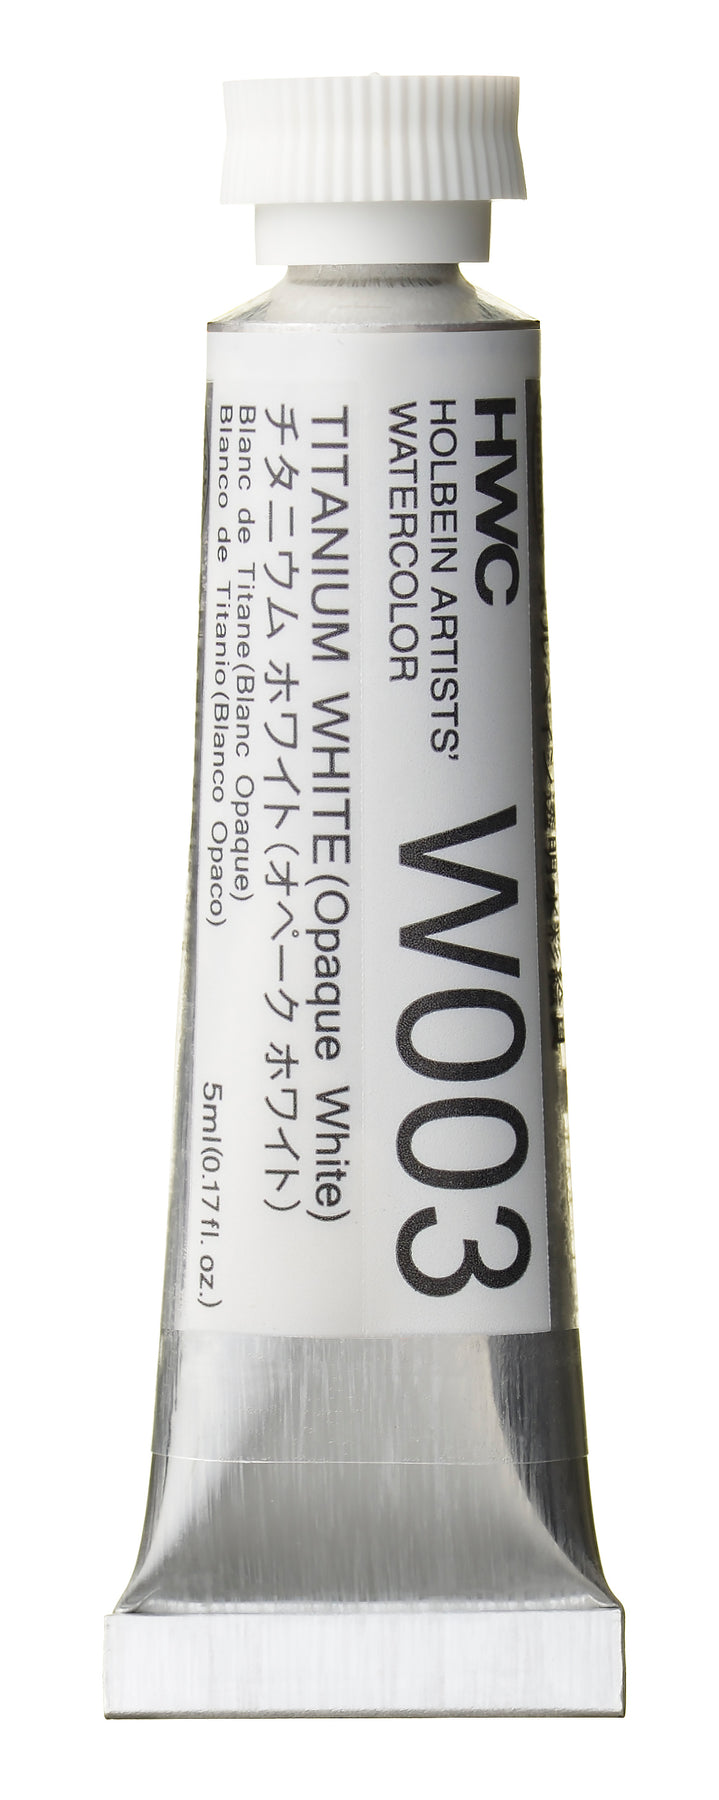 HWC
HOLBEIN ARTISTS'
WATERCOLOR
W003
TITANIUM WHITE(Opaque White)
チタニウム ホワイト(オペーク ホワイト)
Blanc de Titane(Blanc Opaque)
Blanco de Titanio(Blanco Opaco)
5ml(0.17fl. oz.)